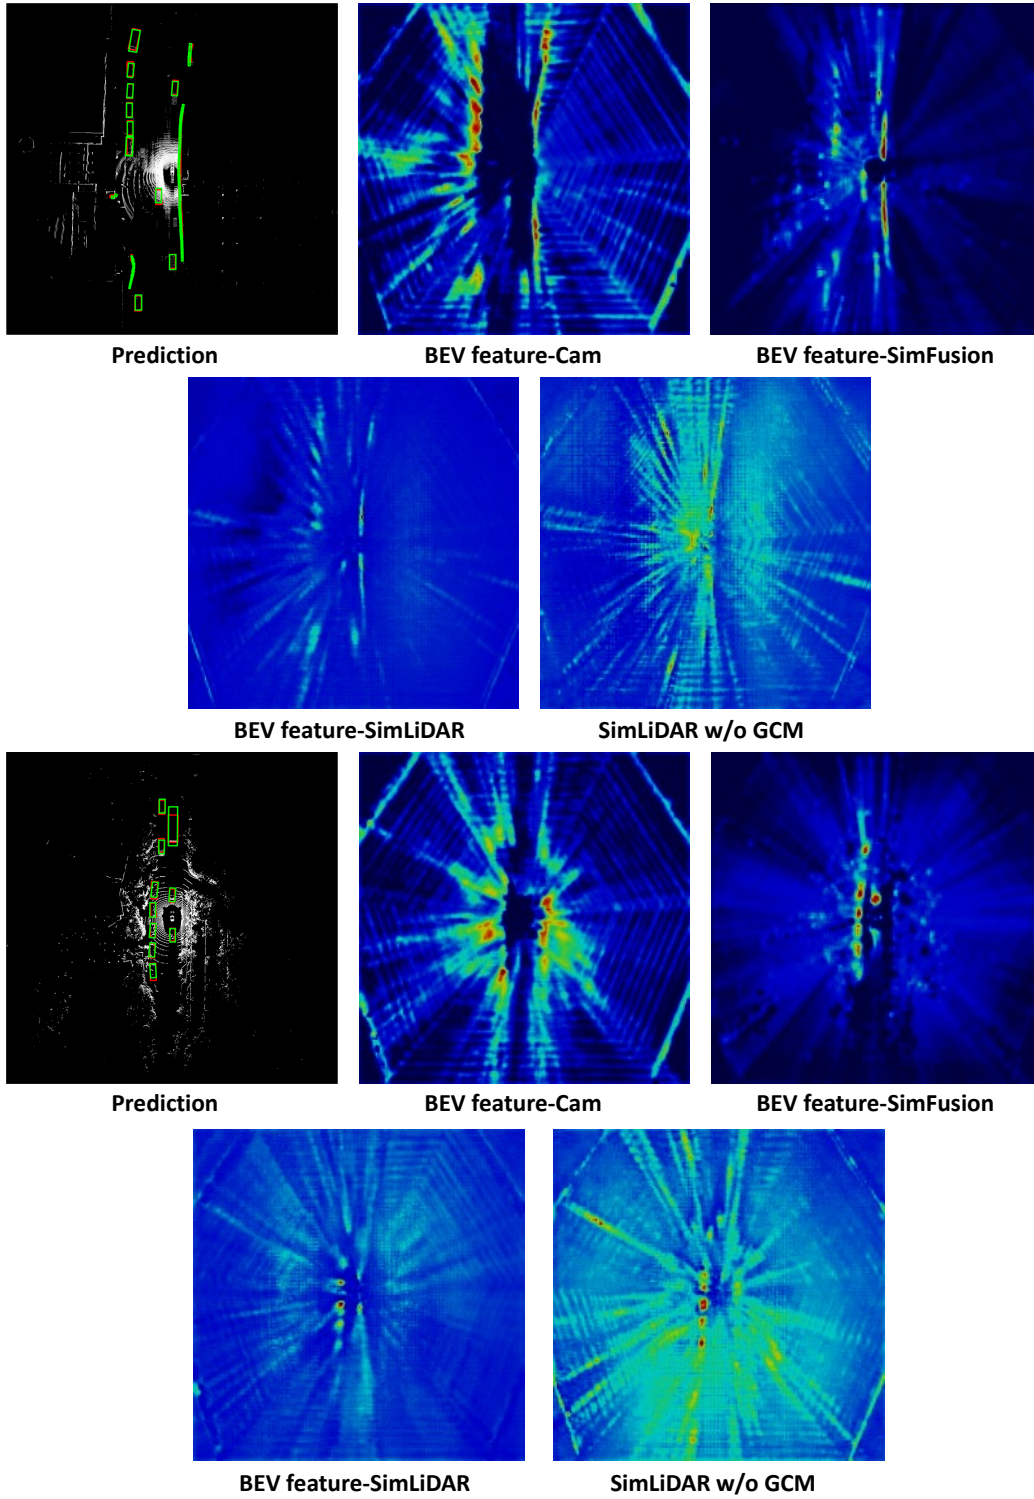 Prediction
BEV feature-Cam
BEV feature-SimFusion
BEV feature-SimLiDAR
SimLiDAR w/o GCM
Prediction
BEV feature-Cam
BEV feature-SimFusion
BEV feature-SimLiDAR
SimLiDAR w/o GCM